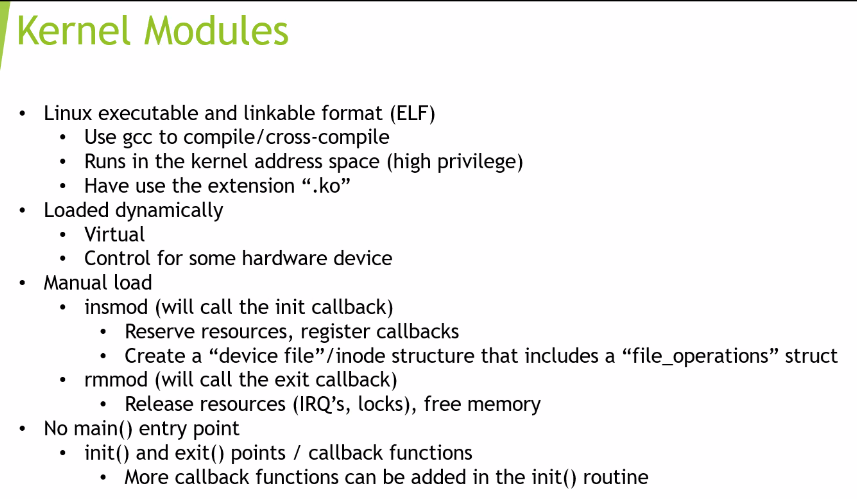 Kernel Modules
• Linux executable and linkable format (ELF)
• Use gcc to compile/cross-compile
• Runs in the kernel address space (high privilege)
• Have use the extension “.ko”
• Loaded dynamically
• Virtual
• Control for some hardware device
• Manual load
• insmod (will call the init callback)
• Reserve resources, register callbacks
• Create a “device file”/inode structure that includes a “file_operations” struct
• rmmod (will call the exit callback)
• Release resources (IRQ’s, locks), free memory
• No main() entry point
• init() and exit() points / callback functions
• More callback functions can be added in the init() routine